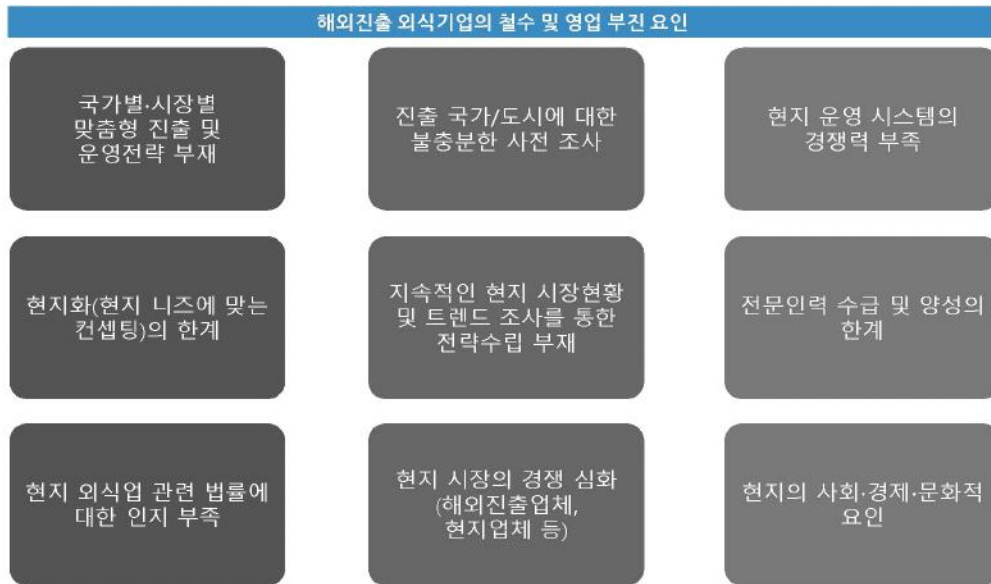 해외진출 외식기업의 철수 및 영업 부진 요인
국가별·시장별
맞춤형 진출 및
운영전략 부재
진출 국가/도시에 대한
불충분한 사전 조사
현지 운영 시스템의
경쟁력 부족
현지화(현지 니즈에 맞는
컨셉팅)의 한계
지속적인 현지 시장현황
및 트렌드 조사를 통한
전략수립 부재
전문인력 수급 및 양성의
한계
현지 외식업 관련 법률에
대한 인지 부족
현지 시장의 경쟁 심화
(해외진출업체,
현지업체 등)
현지의 사회·경제·문화적
요인